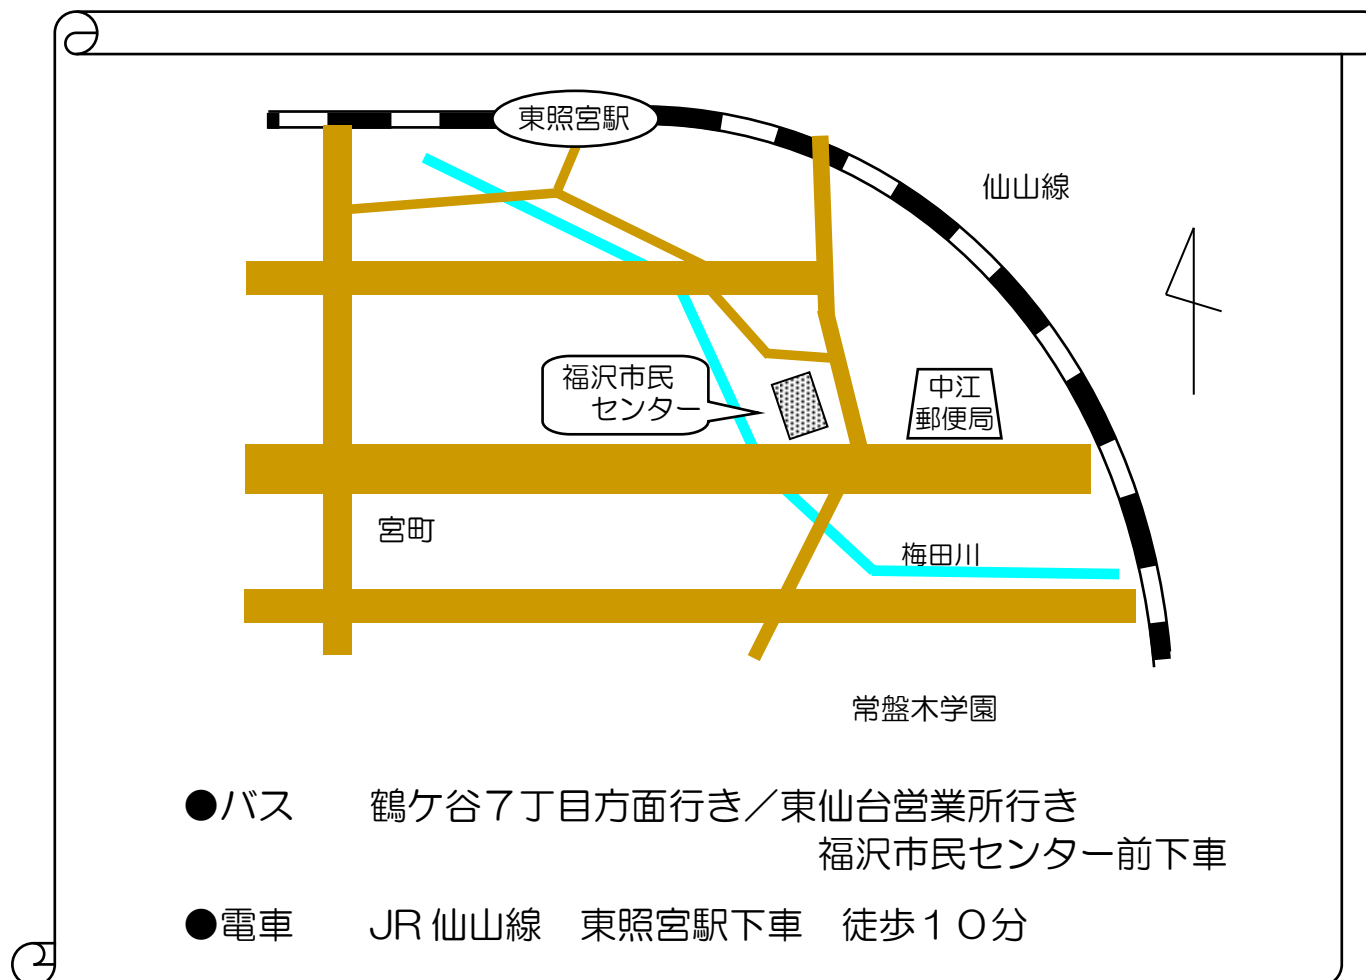 東照宮駅
仙山線
福沢市民
センター
中江
郵便局
宮町
梅田川
常盤木学園
●バス　　鶴ケ谷７丁目方面行き／東仙台営業所行き
福沢市民センター前下車
●電車　　JR仙山線　東照宮駅下車　徒歩１０分